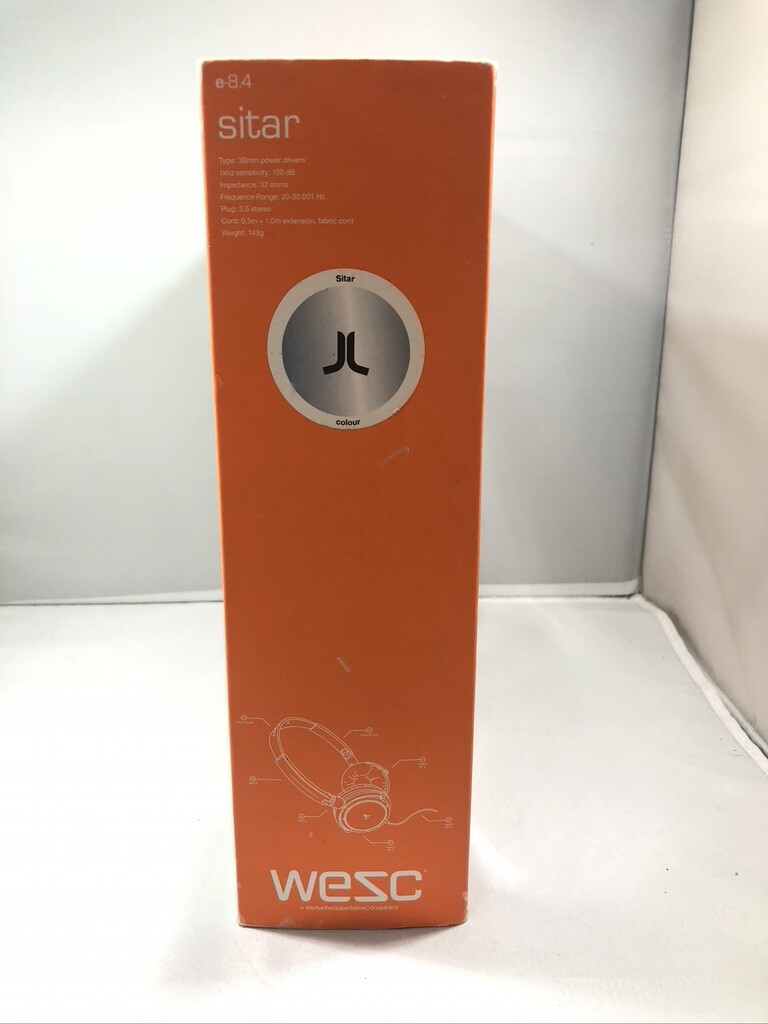 e-8.4
sitar
Type: 30mm power drivers
1khz sensitivity: 120 dB
Impedance: 32 ohms
Frequence Range: 20-20 001 Hz
Plug: 3,5 stereo
Cord: 0,5m + 1,0m extension, fabric cord
Weight: 143g
Sitar
colour
wesc
WeAretheSuperlativeConspiracy